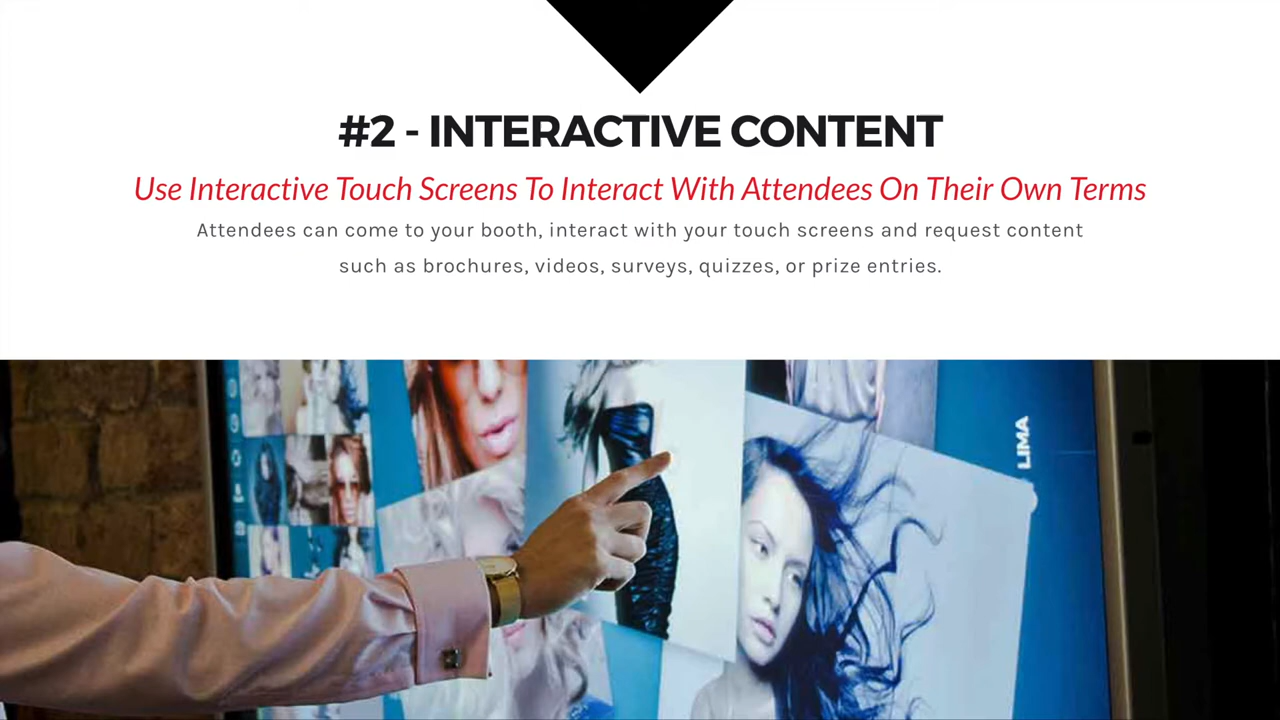 #2 - INTERACTIVE CONTENT
Use Interactive Touch Screens To Interact With Attendees On Their Own Terms
Attendees can come to your booth, interact with your touch screens and request content
such as brochures, videos, surveys, quizzes, or prize entries.
LIMA